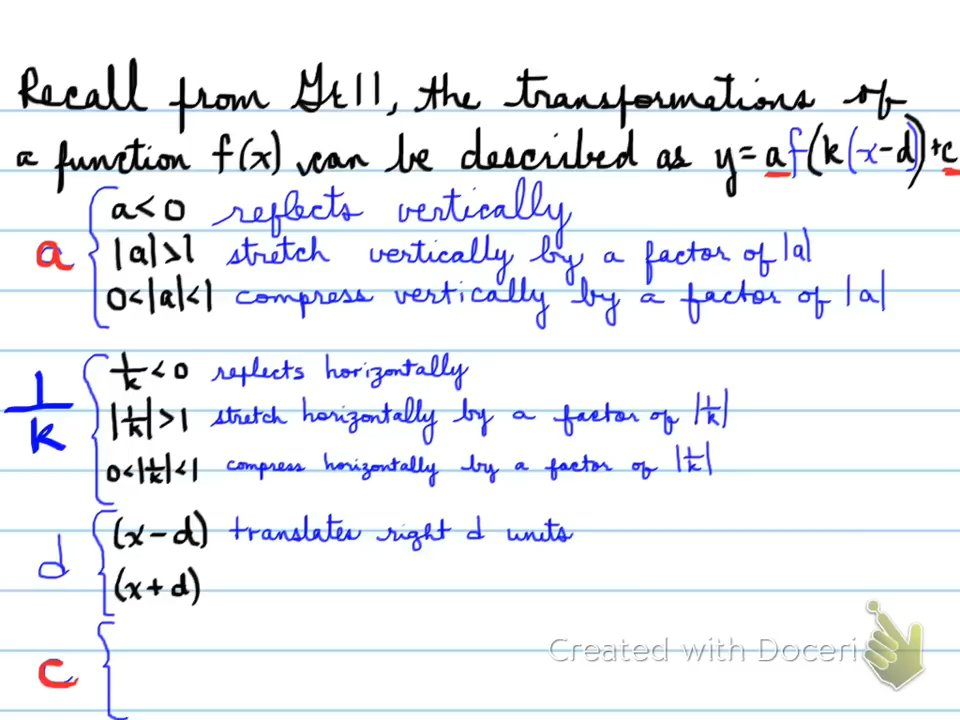 Recall from Gr 11, the transformations of
a function f(x) can be described as y = af(k(x-d))+c
a
a<0 reflects vertically
|a|>1 stretch vertically by a factor of |a|
0<|a|<1 compress vertically by a factor of |a|
1/k
1/k<0 reflects horizontally
|1/k|>1 stretch horizontally by a factor of |1/k|
0<|1/k|<1 compress horizontally by a factor of |1/k|
d
(x-d) translates right d units
(x+d)
c
Created with Doceri